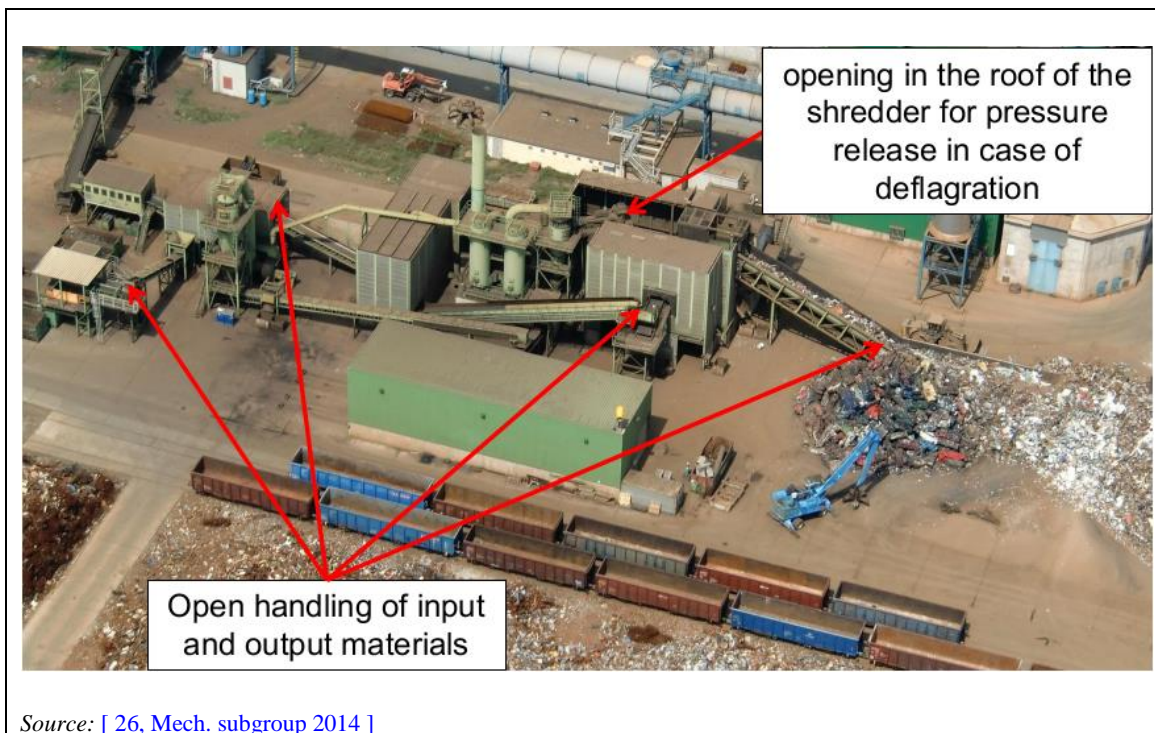 opening in the roof of the
shredder for pressure
release in case of
deflagration
Open handling of input
and output materials
Source: [ 26, Mech. subgroup 2014 ]